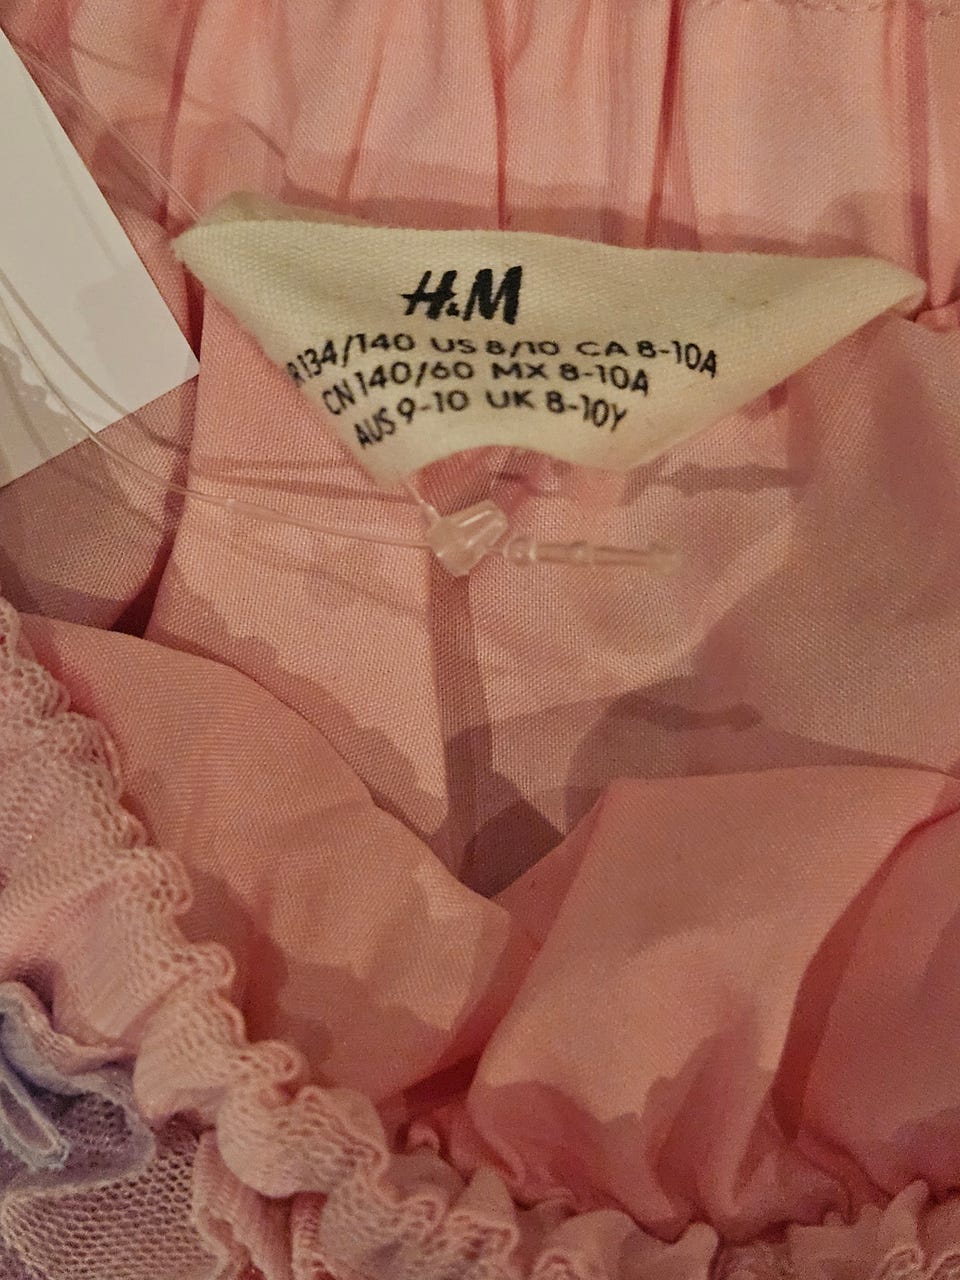 H&M
R134/140 US 8/10 CA 8-10A
CN 140/60 MX 8-10A
AUS 9-10 UK 8-10Y